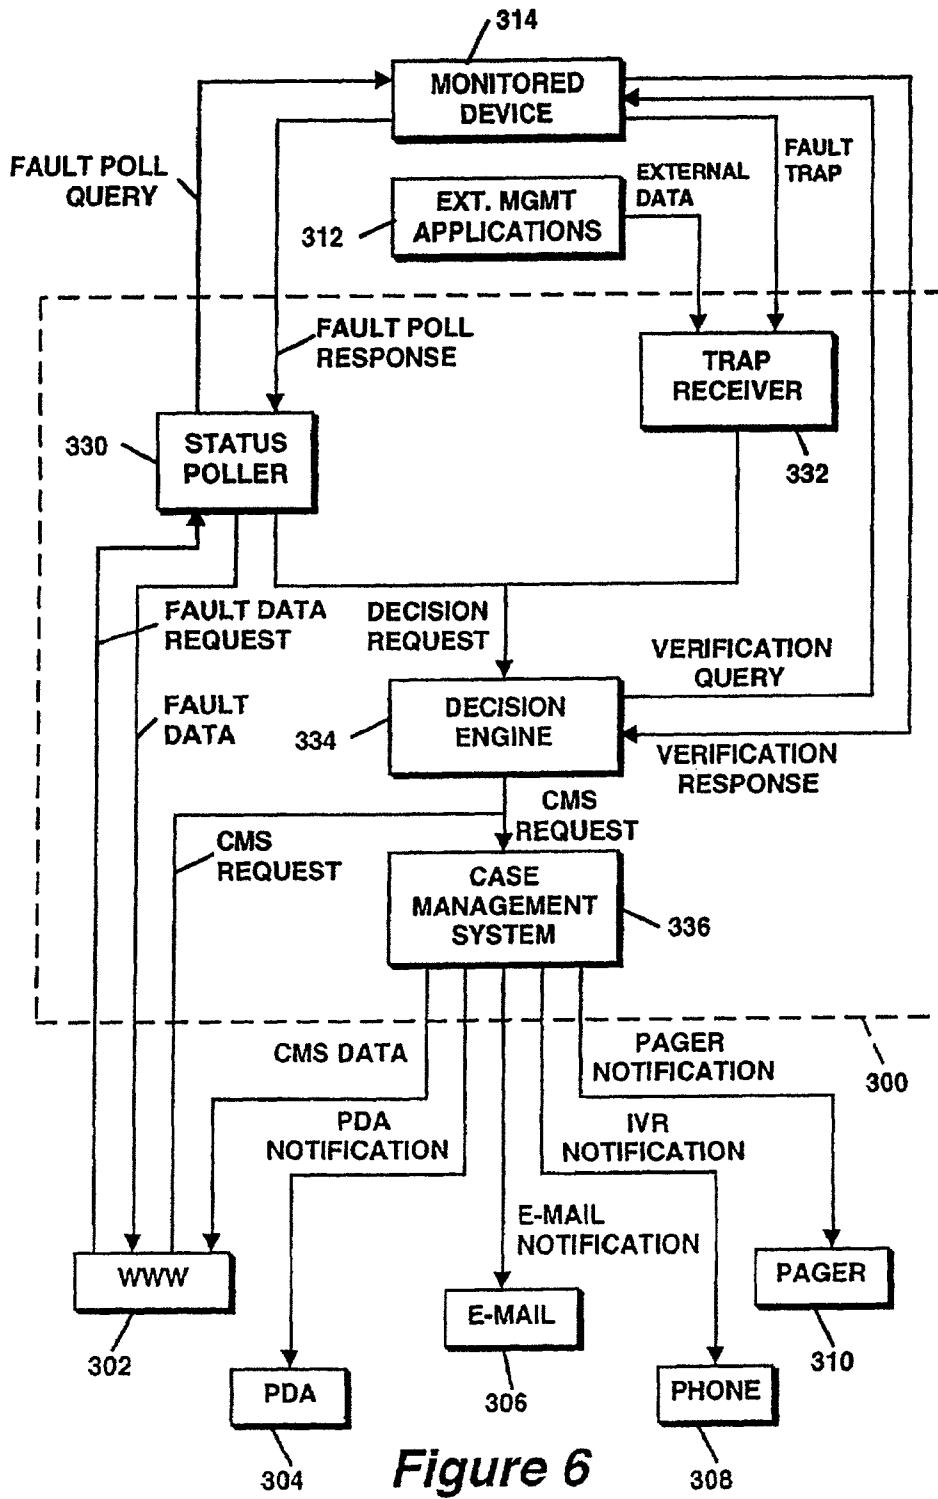 314
MONITORED
DEVICE
FAULT POLL
QUERY
EXTERNAL
DATA
FAULT
TRAP
EXT. MGMT
APPLICATIONS
312
FAULT POLL
RESPONSE
TRAP
RECEIVER
330
STATUS
POLLER
332
FAULT DATA
REQUEST
DECISION
REQUEST
VERIFICATION
QUERY
FAULT
DATA
334
DECISION
ENGINE
VERIFICATION
RESPONSE
CMS
REQUEST
CMS
REQUEST
CASE
MANAGEMENT
SYSTEM
336
CMS DATA
PAGER
NOTIFICATION
300
PDA
NOTIFICATION
IVR
NOTIFICATION
E-MAIL
NOTIFICATION
WWW
PAGER
E-MAIL
302
310
PDA
306
PHONE
304
308
Figure 6